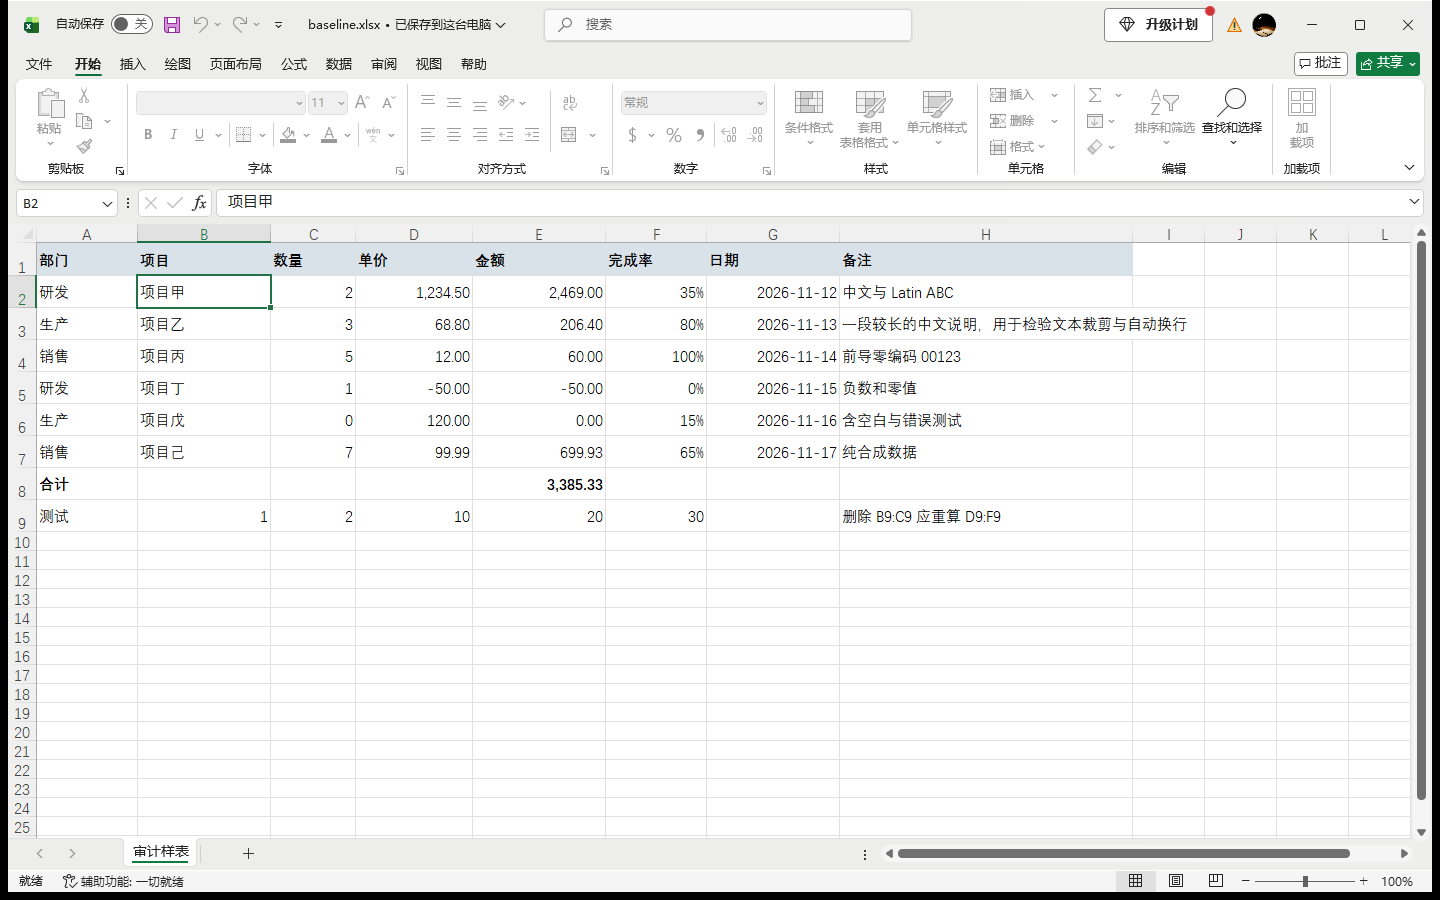 自动保存 关 baseline.xlsx • 已保存到这台电脑 搜索 升级计划
文件 开始 插入 绘图 页面布局 公式 数据 审阅 视图 帮助 批注 共享
粘贴
剪贴板
11
B I U A wén 文
字体
ab
对齐方式
常规
$ % 9 .00 .0
数字
条件格式 套用 表格格式 单元格样式
样式
插入
删除
格式
单元格
排序和筛选 查找和选择
编辑
加载项
加载项
B2 fx 项目甲
A B C D E F G H I J K L
1 部门 项目 数量 单价 金额 完成率 日期 备注
2 研发 项目甲 2 1,234.50 2,469.00 35% 2026-11-12 中文与 Latin ABC
3 生产 项目乙 3 68.80 206.40 80% 2026-11-13 一段较长的中文说明，用于检验文本裁剪与自动换行
4 销售 项目丙 5 12.00 60.00 100% 2026-11-14 前导零编码 00123
5 研发 项目丁 1 -50.00 -50.00 0% 2026-11-15 负数和零值
6 生产 项目戊 0 120.00 0.00 15% 2026-11-16 含空白与错误测试
7 销售 项目己 7 99.99 699.93 65% 2026-11-17 纯合成数据
8 合计 3,385.33
9 测试 1 2 10 20 30 删除 B9:C9 应重算 D9:F9
10
11
12
13
14
15
16
17
18
19
20
21
22
23
24
25
审计样表
就绪 辅助功能: 一切就绪 100%